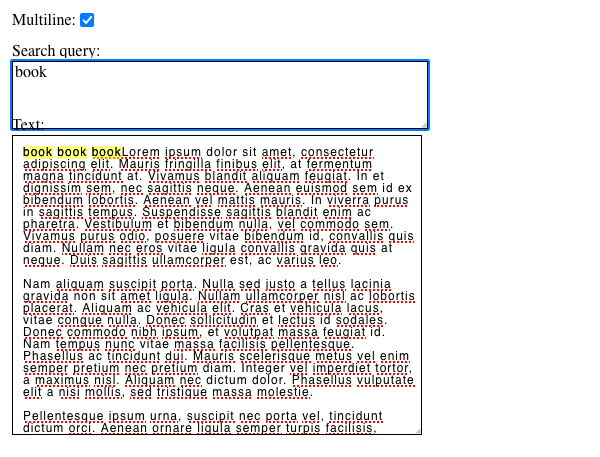 Multiline:
Search query:
book
Text:
book book bookLorem ipsum dolor sit amet, consectetur
adipiscing elit. Mauris fringilla finibus elit, at fermentum
magna tincidunt at. Vivamus blandit aliquam feugiat. In et
dignissim sem, nec sagittis neque. Aenean euismod sem id ex
bibendum lobortis. Aenean vel mattis mauris. In viverra purus
in sagittis tempus. Suspendisse sagittis blandit enim ac
pharetra. Vestibulum et bibendum nulla, vel commodo sem.
Vivamus purus odio, posuere vitae bibendum id, convallis quis
diam. Nullam nec eros vitae ligula convallis gravida quis at
neque. Duis sagittis ullamcorper est, ac varius leo.
Nam aliquam suscipit porta. Nulla sed justo a tellus lacinia
gravida non sit amet ligula. Nullam ullamcorper nisl ac lobortis
placerat. Aliquam ac vehicula elit. Cras et vehicula lacus,
vitae congue nulla. Donec sollicitudin et lectus id sodales.
Donec commodo nibh ipsum, et volutpat massa feugiat id.
Nam tempus nunc vitae massa facilisis pellentesque.
Phasellus ac tincidunt dui. Mauris scelerisque metus vel enim
semper pretium nec pretium diam. Integer vel imperdiet tortor,
a maximus nisl. Aliquam nec dictum dolor. Phasellus vulputate
elit a nisi mollis, sed tristique massa molestie.
Pellentesque ipsum urna, suscipit nec porta vel, tincidunt
dictum orci. Aenean ornare ligula semper turpis facilisis,